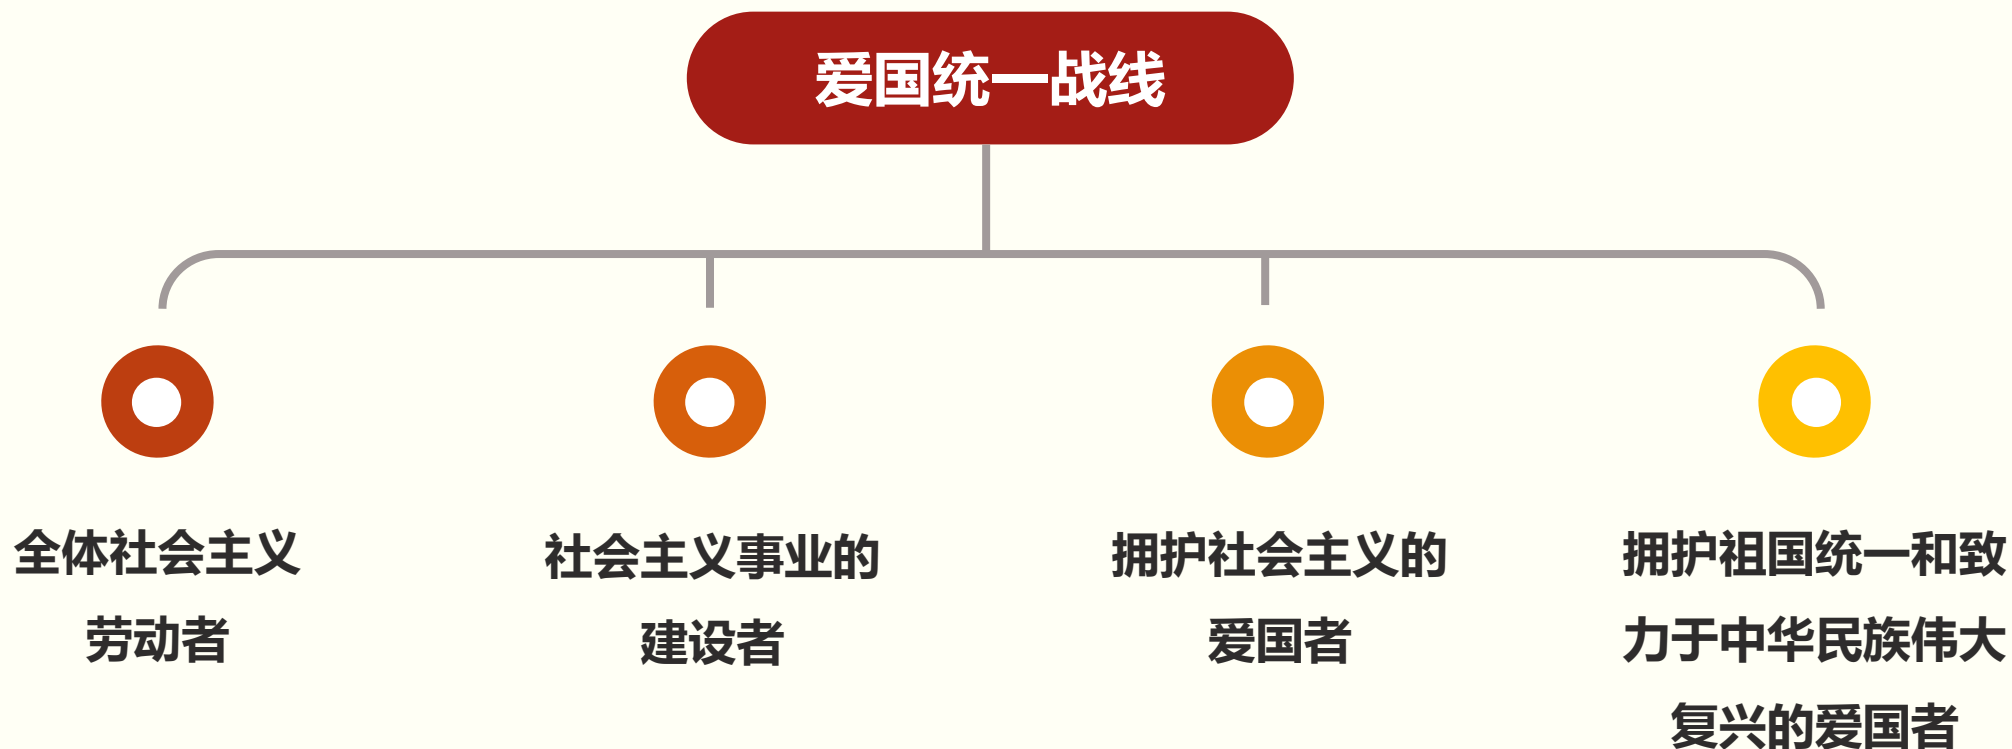 爱国统一战线
全体社会主义
劳动者
社会主义事业的
建设者
拥护社会主义的
爱国者
拥护祖国统一和致
力于中华民族伟大
复兴的爱国者